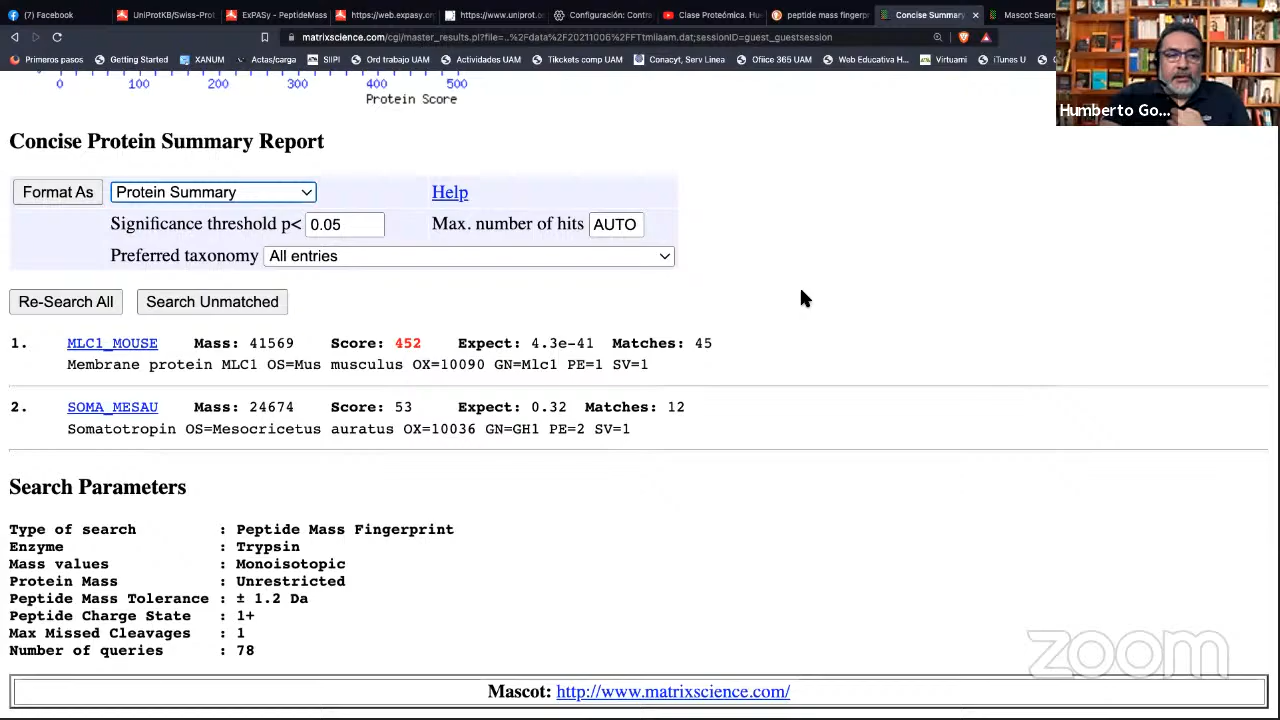 (7) Facebook
UniProtKB/Swiss-Prot
ExPASy - PeptideMass
https://web.expasy.or
https://www.uniprot.o
Configuración: Contra
Clase Proteómica. Hum
peptide mass fingerpr
Concise Summary
Mascot Sear
matrixscience.com/cgi/master_results.pl?file=..%2Fdata%2F20211006%2FFTtmiIaam.dat;sessionID=guest_guestsession
Primeros pasos
Getting Started
XANUM
Actas/carga
SIIPI
Ord trabajo UAM
Actividades UAM
Tikckets comp UAM
Conacyt, Serv Linea
Office 365 UAM
Web Educativa H...
Virtuami
iTunes U
Humberto Go...
0 100 200 300 400 500
Protein Score
Concise Protein Summary Report
Format As Protein Summary Help
Significance threshold p< 0.05 Max. number of hits AUTO
Preferred taxonomy All entries
Re-Search All Search Unmatched
1. MLC1_MOUSE Mass: 41569 Score: 452 Expect: 4.3e-41 Matches: 45
Membrane protein MLC1 OS=Mus musculus OX=10090 GN=Mlc1 PE=1 SV=1
2. SOMA_MESAU Mass: 24674 Score: 53 Expect: 0.32 Matches: 12
Somatotropin OS=Mesocricetus auratus OX=10036 GN=GH1 PE=2 SV=1
Search Parameters
Type of search : Peptide Mass Fingerprint
Enzyme : Trypsin
Mass values : Monoisotopic
Protein Mass : Unrestricted
Peptide Mass Tolerance : ± 1.2 Da
Peptide Charge State : 1+
Max Missed Cleavages : 1
Number of queries : 78
zoom
Mascot: http://www.matrixscience.com/